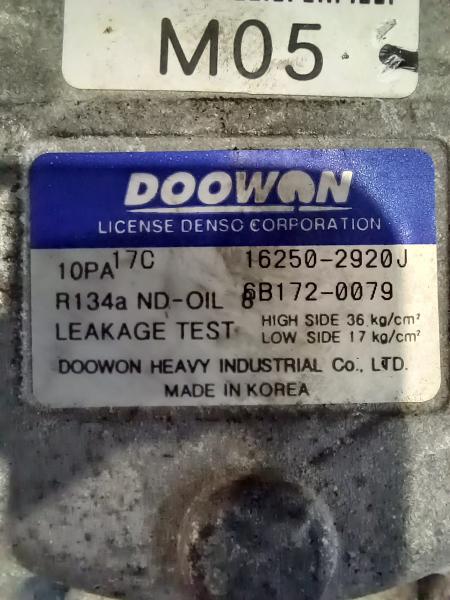 M05
DOOWON
LICENSE DENSO CORPORATION
10PA17C 16250-2920J
R134a ND-OIL 8 6B172-0079
LEAKAGE TEST HIGH SIDE 36 kg/cm²
LOW SIDE 17 kg/cm²
DOOWON HEAVY INDUSTRIAL Co., LTD.
MADE IN KOREA